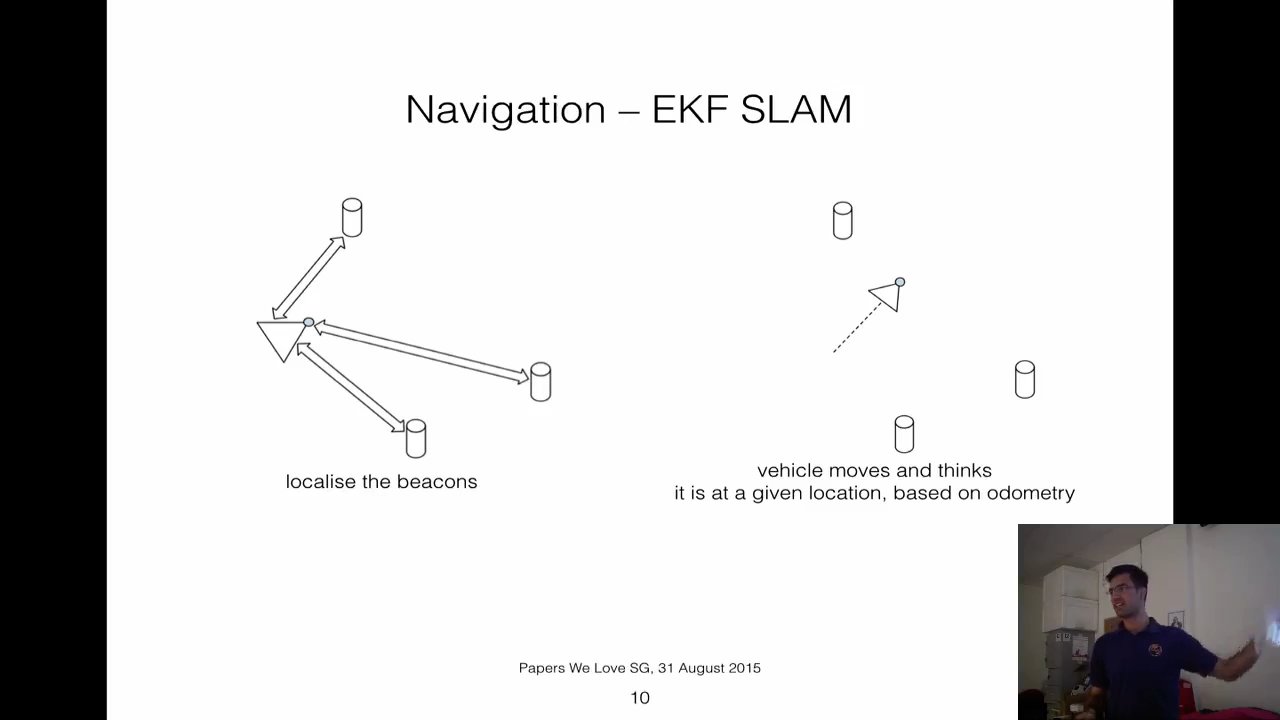 Navigation – EKF SLAM
localise the beacons
vehicle moves and thinks
it is at a given location, based on odometry
Papers We Love SG, 31 August 2015
10